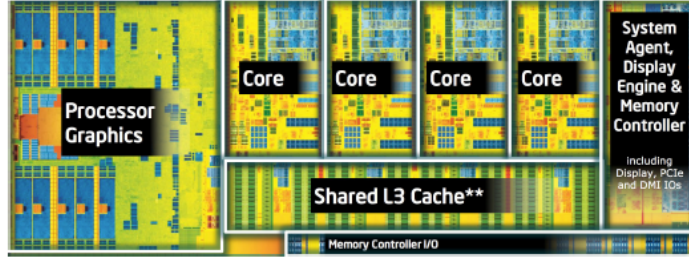 Processor
Graphics
Core
Core
Core
Core
System
Agent,
Display
Engine &
Memory
Controller
including
Display, PCIe
and DMI IOs
Shared L3 Cache**
Memory Controller I/O